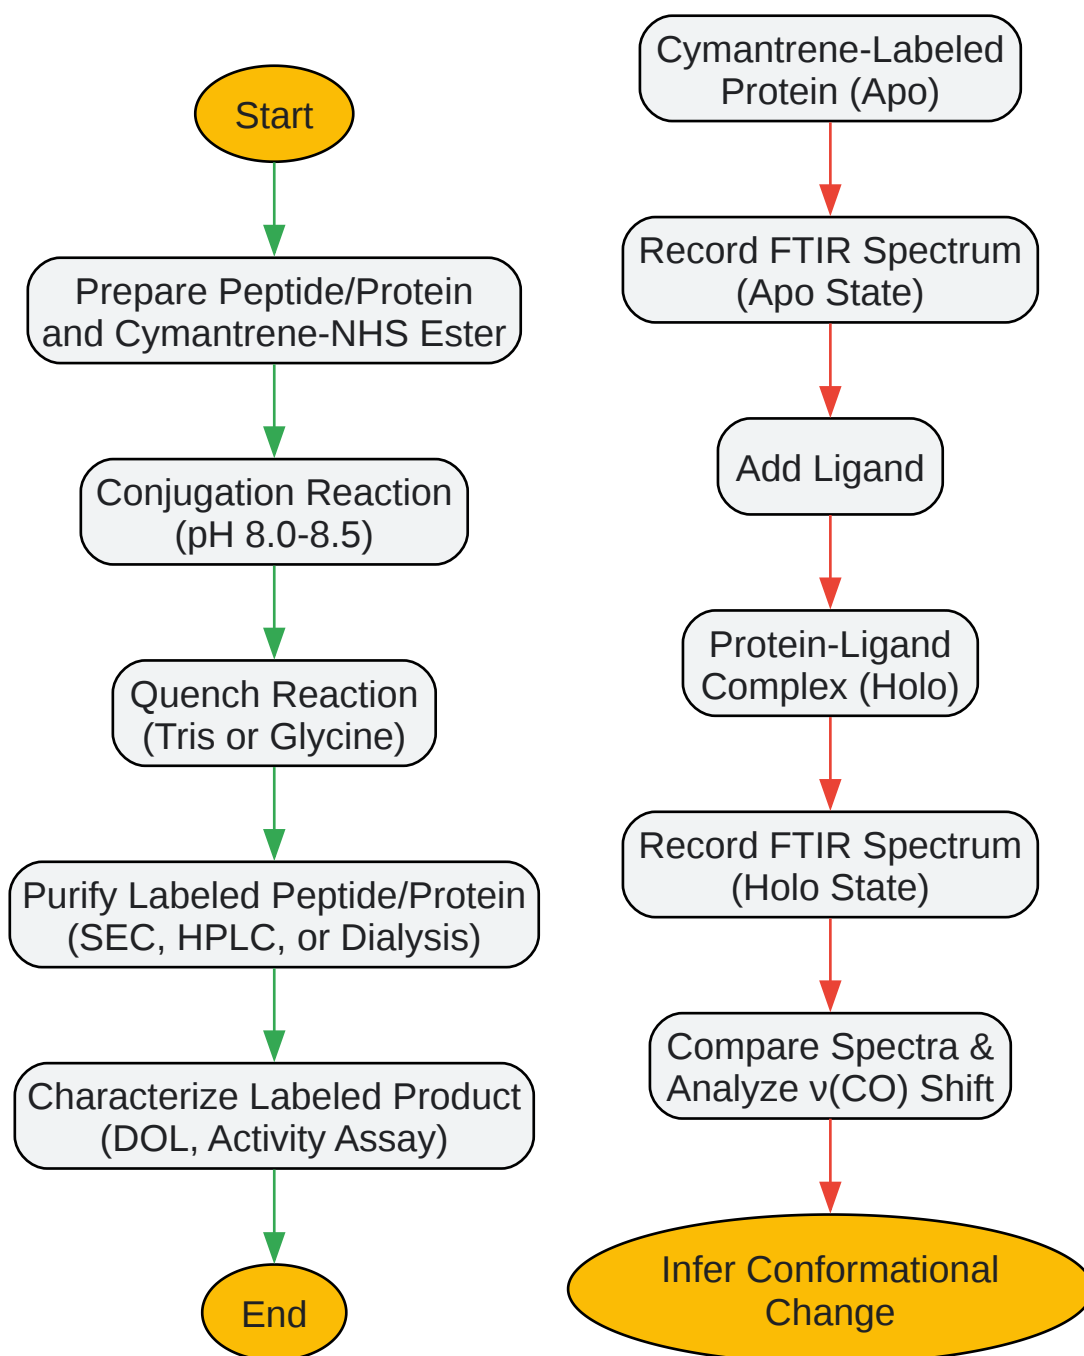 Start
Prepare Peptide/Protein
and Cymantrene-NHS Ester
Conjugation Reaction
(pH 8.0-8.5)
Quench Reaction
(Tris or Glycine)
Purify Labeled Peptide/Protein
(SEC, HPLC, or Dialysis)
Characterize Labeled Product
(DOL, Activity Assay)
End
Cymantrene-Labeled
Protein (Apo)
Record FTIR Spectrum
(Apo State)
Add Ligand
Protein-Ligand
Complex (Holo)
Record FTIR Spectrum
(Holo State)
Compare Spectra &
Analyze ν(CO) Shift
Infer Conformational
Change